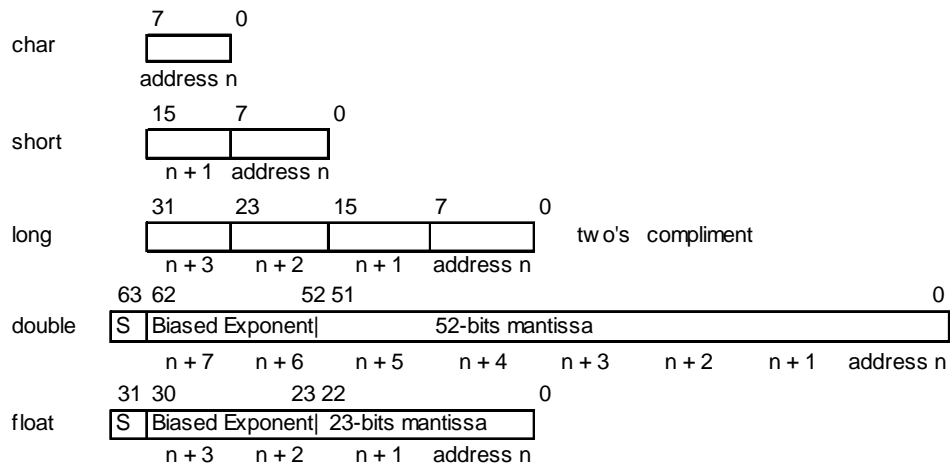 7 0
char
address n
15 7 0
short
n + 1 address n
31 23 15 7 0
long two's compliment
n + 3 n + 2 n + 1 address n
63 62 52 51 0
double S Biased Exponent| 52-bits mantissa
n + 7 n + 6 n + 5 n + 4 n + 3 n + 2 n + 1 address n
31 30 23 22 0
float S Biased Exponent| 23-bits mantissa
n + 3 n + 2 n + 1 address n